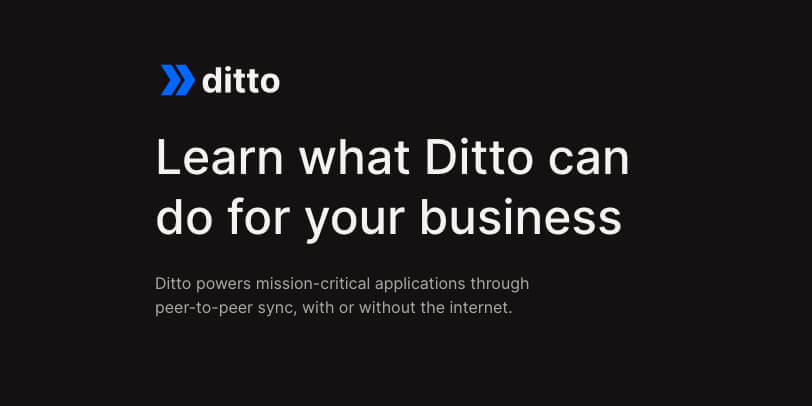 ditto
Learn what Ditto can
do for your business
Ditto powers mission-critical applications through
peer-to-peer sync, with or without the internet.